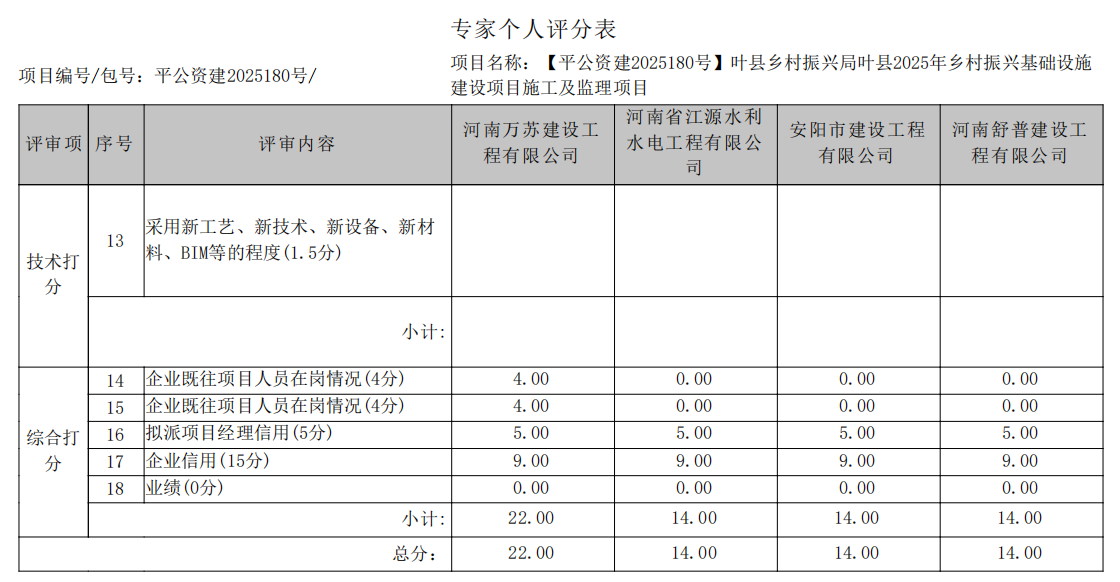 专家个人评分表
项目编号/包号: 平公资建2025180号/
项目名称: 【平公资建2025180号】叶县乡村振兴局叶县2025年乡村振兴基础设施
建设项目施工及监理项目
评审项 序号 评审内容 河南万苏建设工程有限公司 河南省江源水利水电工程有限公司 安阳市建设工程有限公司 河南舒普建设工程有限公司
技术打分
13 采用新工艺、新技术、新设备、新材
料、BIM等的程度(1.5分)
小计:
综合打分
14 企业既往项目人员在岗情况(4分) 4.00 0.00 0.00 0.00
15 企业既往项目人员在岗情况(4分) 4.00 0.00 0.00 0.00
16 拟派项目经理信用(5分) 5.00 5.00 5.00 5.00
17 企业信用(15分) 9.00 9.00 9.00 9.00
18 业绩(0分) 0.00 0.00 0.00 0.00
小计: 22.00 14.00 14.00 14.00
总分: 22.00 14.00 14.00 14.00